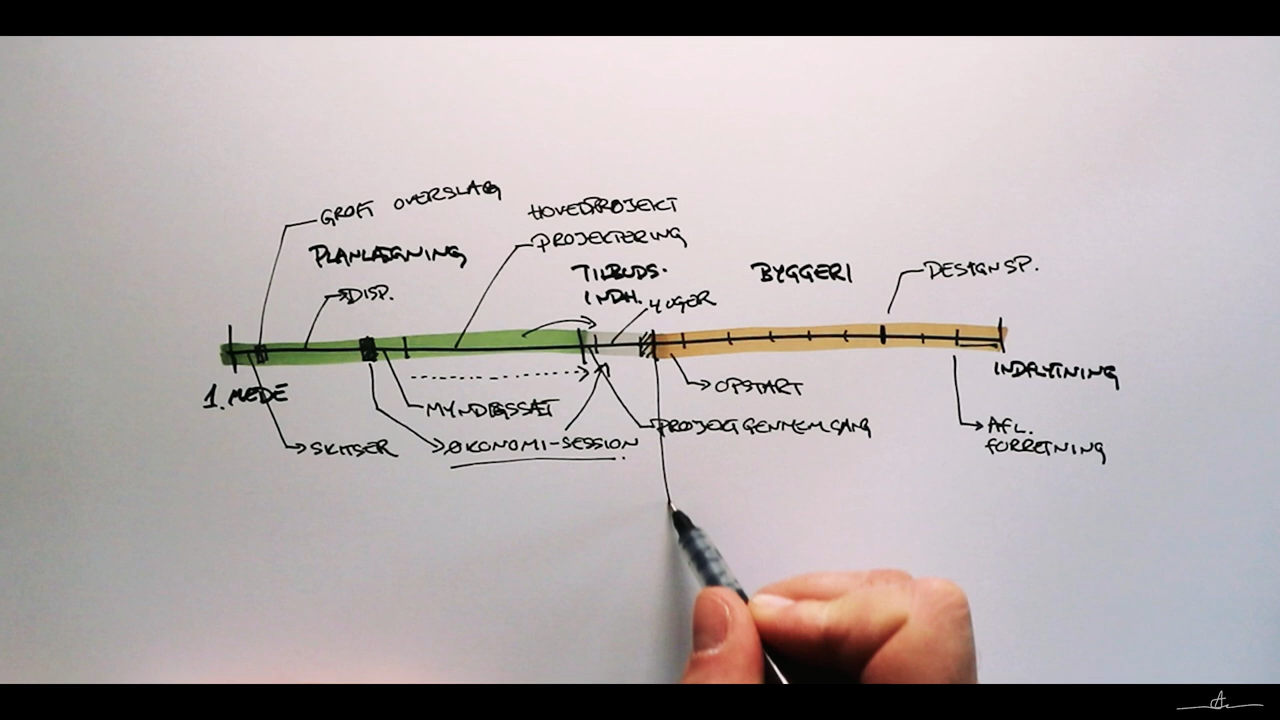 GROFT OVERSLAG
PLANLÆGNING
DISP.
HOVEDPROJEKT
PROJEKTERING
TILBUDS.
INDH.
4 UGER
BYGGERI
DESIGNSP.
1. MØDE
SKITSER
MYNDIGSSAT
ØKONOMI-SESSION
OPSTART
PROJEKTGENNEMGANG
INDFLYTNING
AFL.
FORRETNING